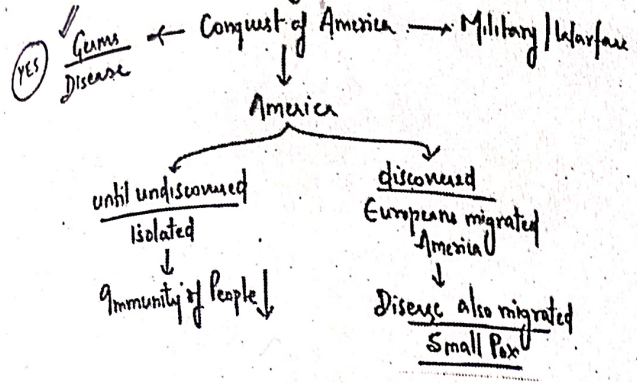 Germs ← Conquest of America → Military / Warfare
YES
Disease
America
until undiscovered
Isolated
Immunity of People ↓
discovered
Europeans migrated
America
Disease also migrated
Small Pox